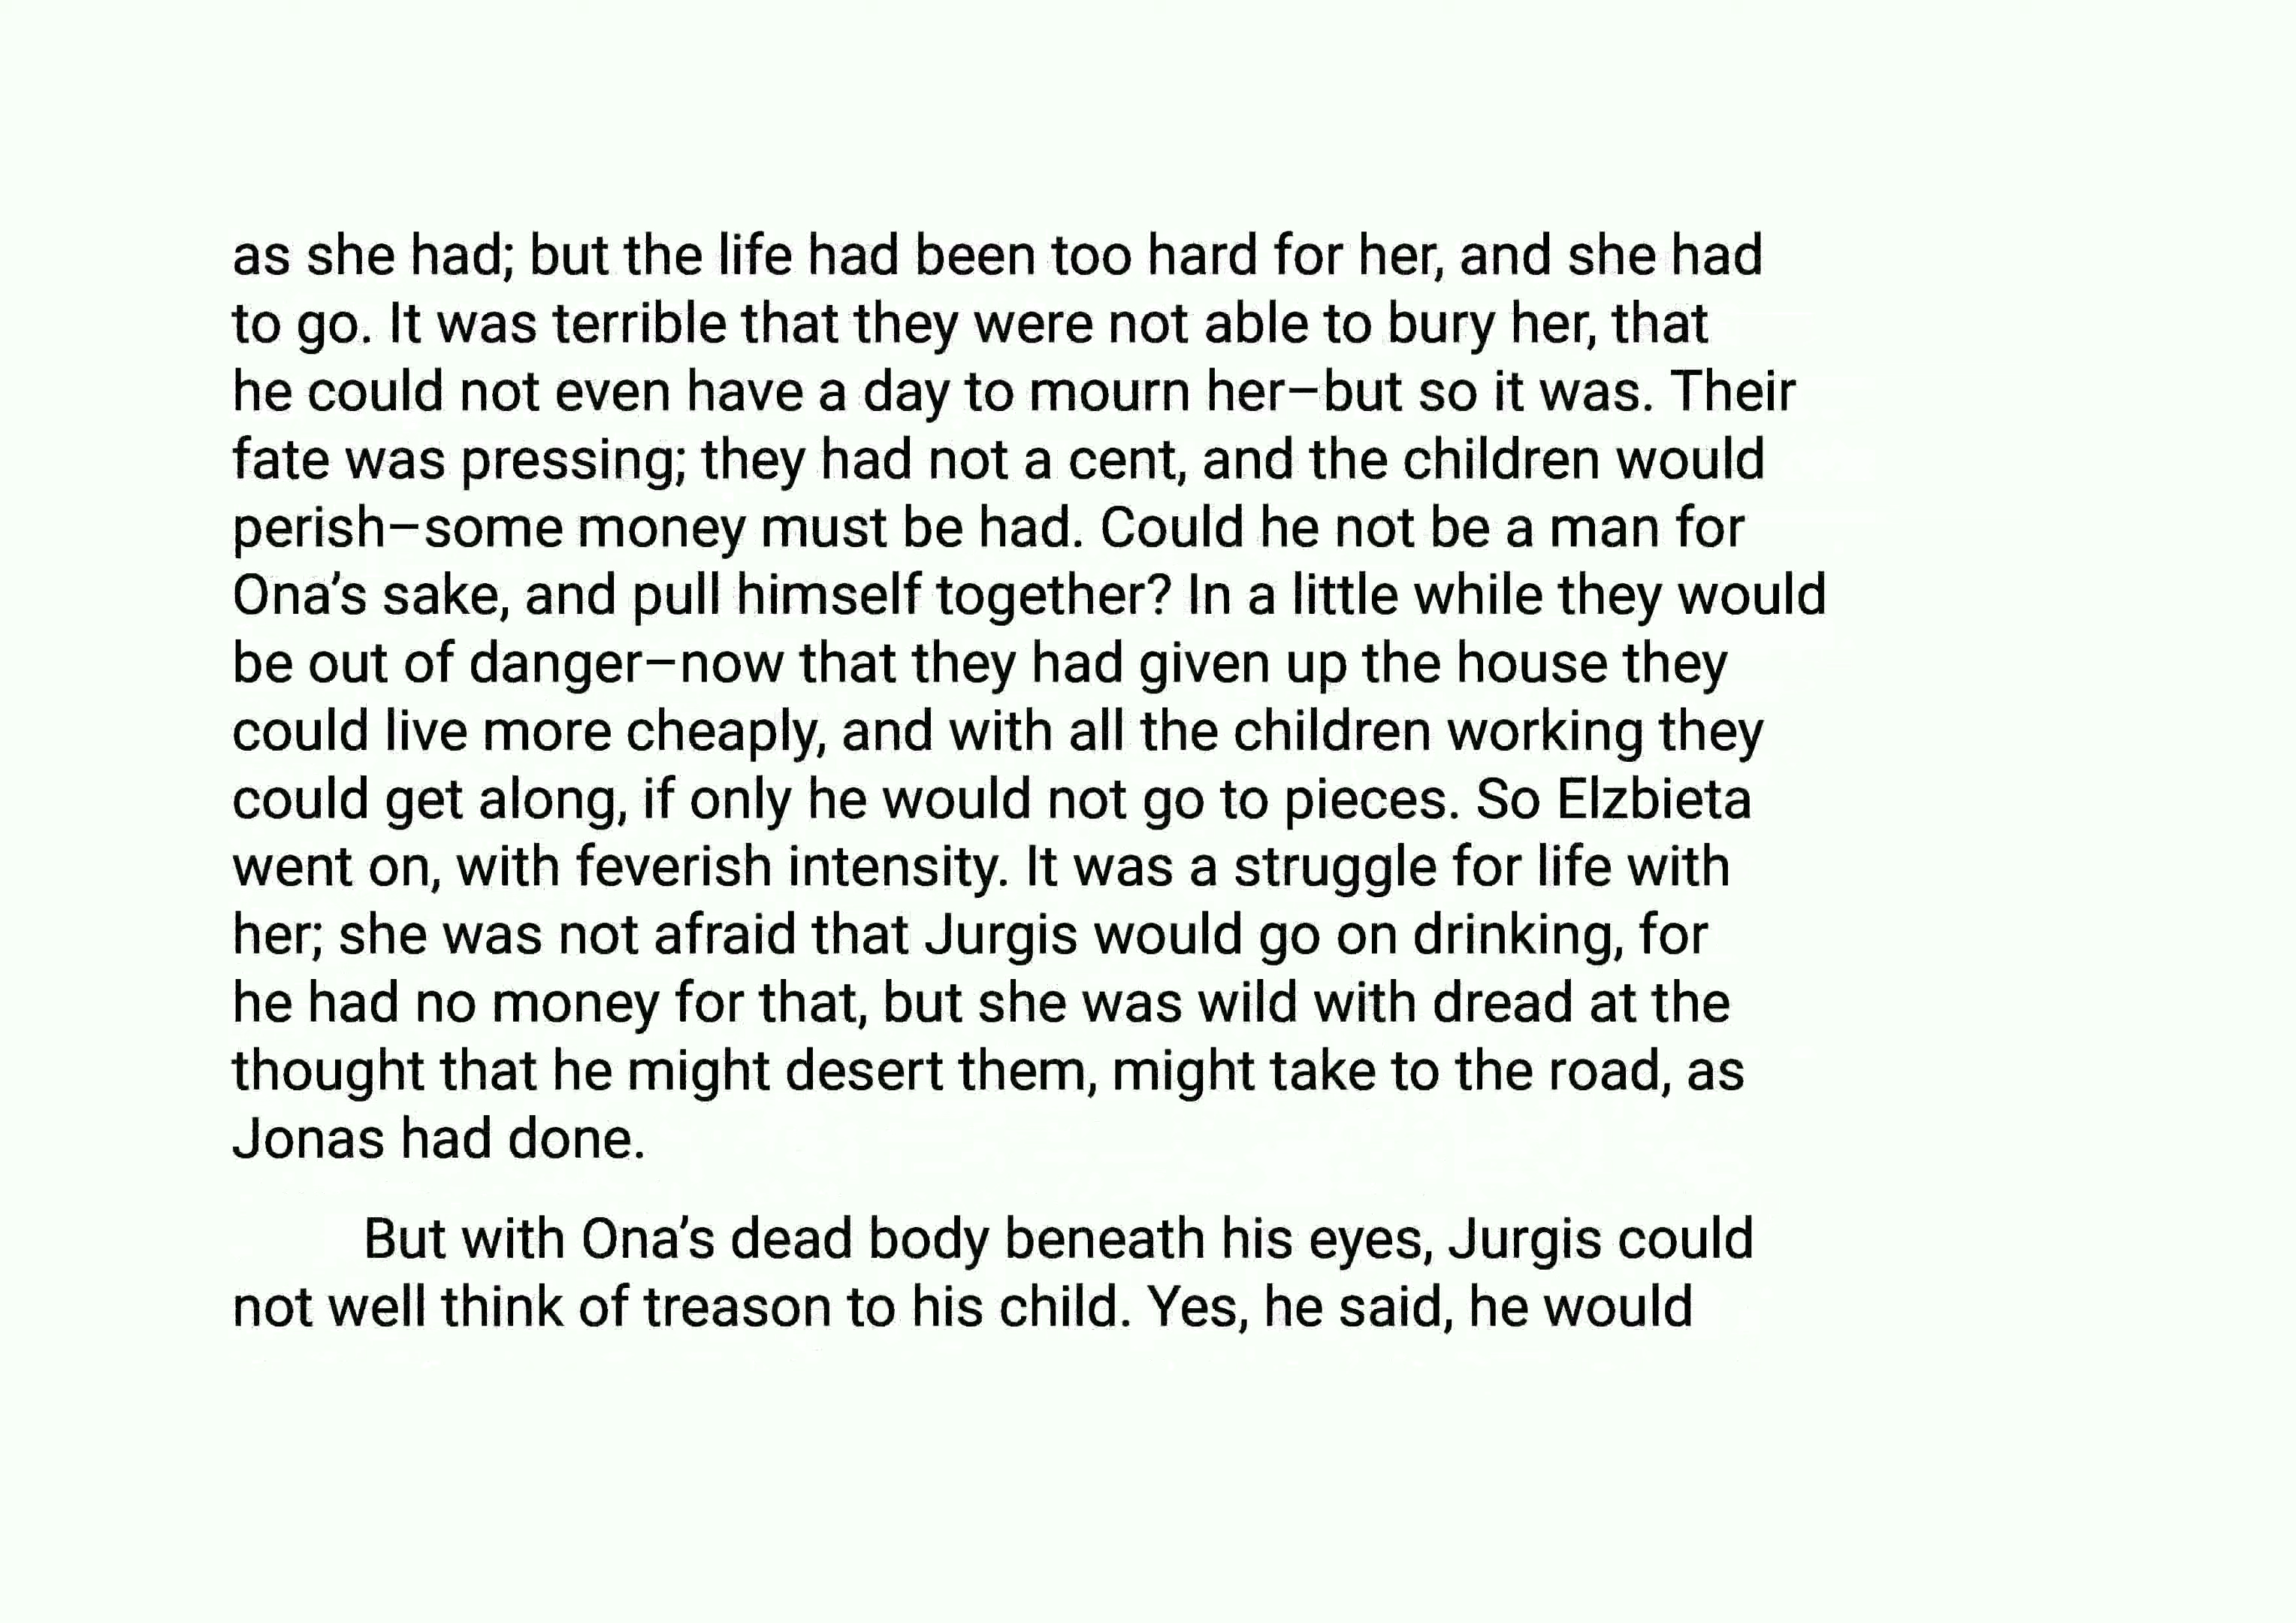 as she had; but the life had been too hard for her, and she had
to go. It was terrible that they were not able to bury her, that
he could not even have a day to mourn her–but so it was. Their
fate was pressing; they had not a cent, and the children would
perish–some money must be had. Could he not be a man for
Ona’s sake, and pull himself together? In a little while they would
be out of danger–now that they had given up the house they
could live more cheaply, and with all the children working they
could get along, if only he would not go to pieces. So Elzbieta
went on, with feverish intensity. It was a struggle for life with
her; she was not afraid that Jurgis would go on drinking, for
he had no money for that, but she was wild with dread at the
thought that he might desert them, might take to the road, as
Jonas had done.
But with Ona’s dead body beneath his eyes, Jurgis could
not well think of treason to his child. Yes, he said, he would